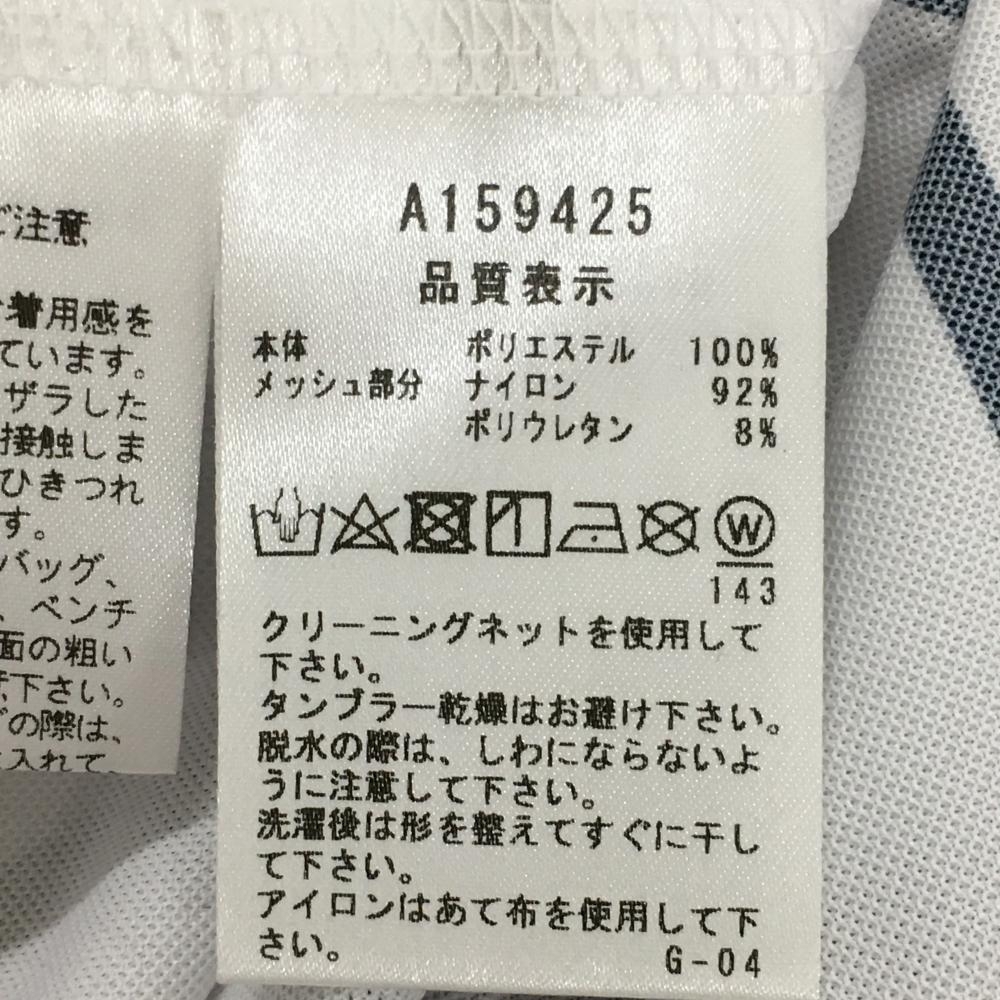 ご注意
着用感を
ています。
ザラした
接触しま
ひきつれ
す。
バッグ、
、ベンチ
面の粗い
下さい。
の際は、
入れて、
A159425
品質表示
本体 ポリエステル 100%
メッシュ部分 ナイロン 92%
ポリウレタン 8%
W
143
クリーニングネットを使用して
下さい。
タンブラー乾燥はお避け下さい。
脱水の際は、しわにならないよ
うに注意して下さい。
洗濯後は形を整えてすぐに干し
て下さい。
アイロンはあて布を使用して下
さい。
G-04